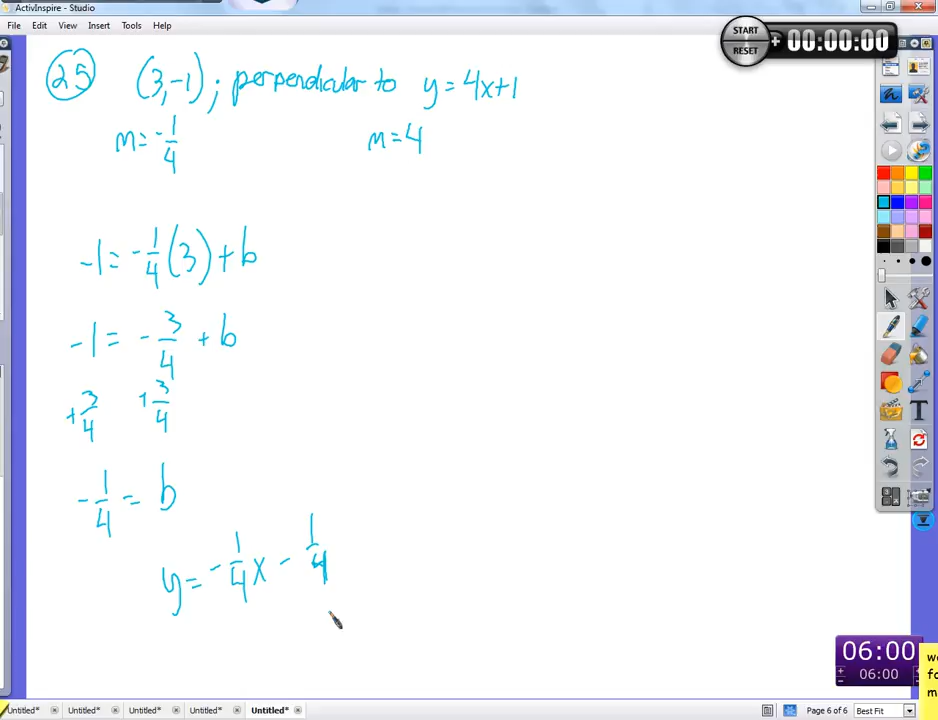 ActivInspire - Studio
File Edit View Insert Tools Help
START
RESET
00:00:00
25 (3,-1); perpendicular to y = 4x+1
m = -1/4 m = 4
-1 = -1/4 (3) + b
-1 = -3/4 + b
+3/4 +3/4
-1/4 = b
y = -1/4 x - 1/4
T
06:00
06:00
Untitled* Untitled* Untitled* Untitled* Untitled*
Page 6 of 6 Best Fit